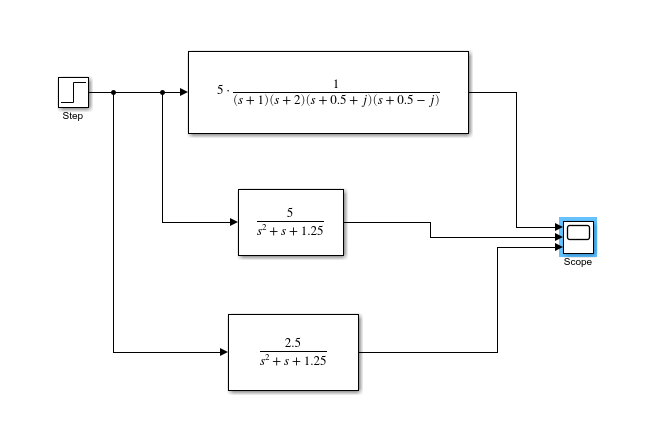 5 · 1 / (s + 1)(s + 2)(s + 0.5 + j)(s + 0.5 − j)
Step
5 / s² + s + 1.25
Scope
2.5 / s² + s + 1.25